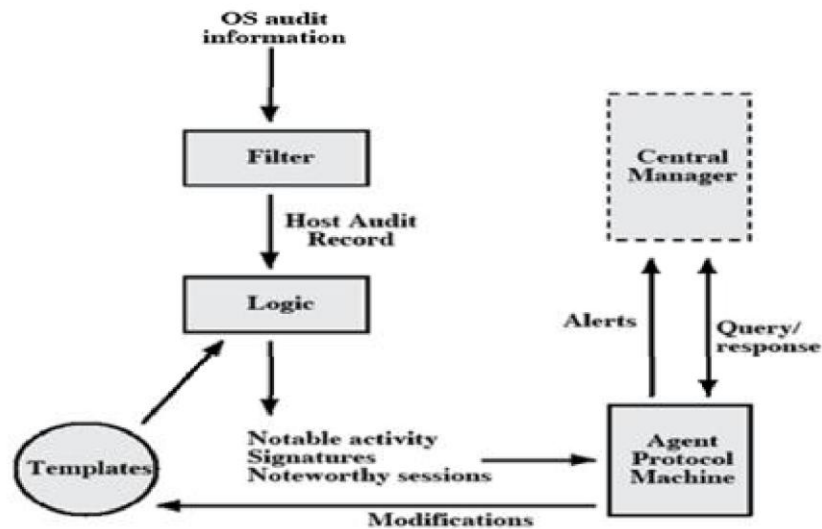 OS audit
information
Filter
Central
Manager
Host Audit
Record
Logic
Alerts
Query/
response
Notable activity
Signatures
Noteworthy sessions
Templates
Agent
Protocol
Machine
Modifications